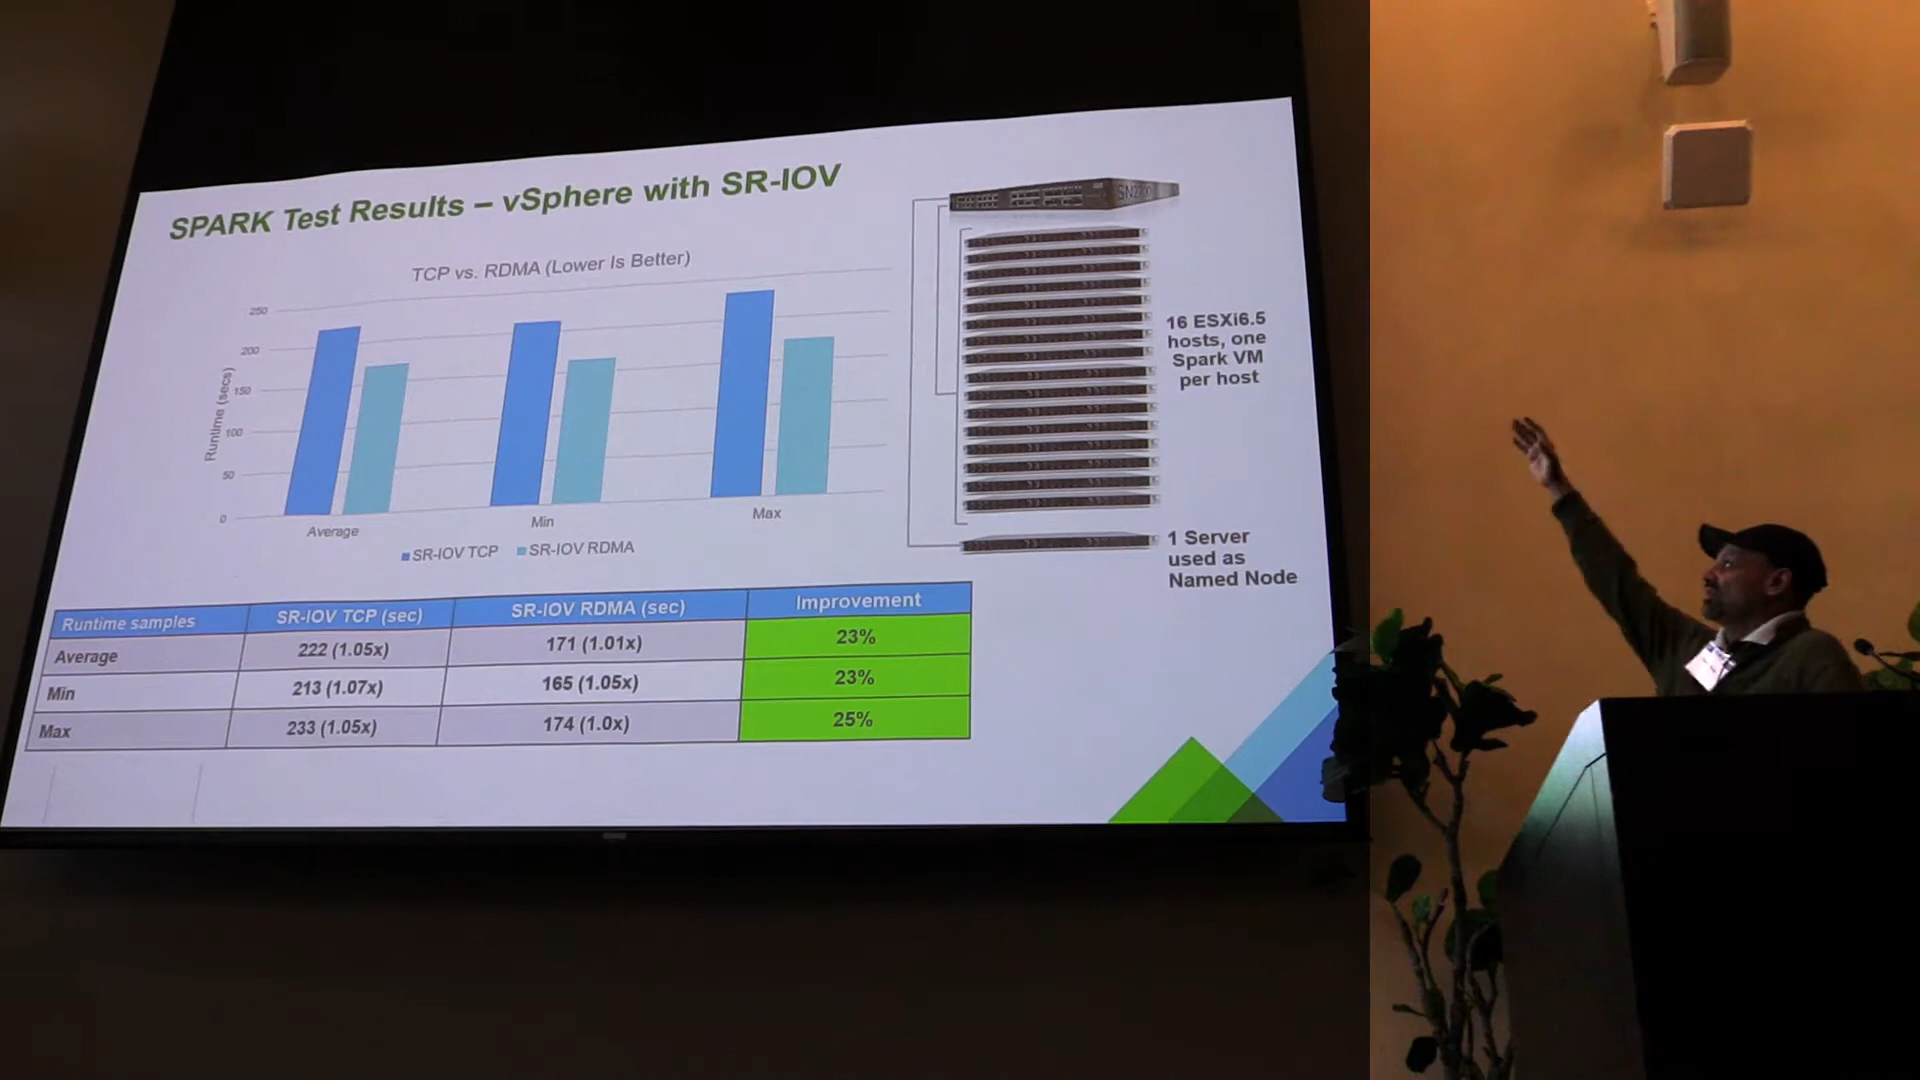 SPARK Test Results – vSphere with SR-IOV
TCP vs. RDMA (Lower Is Better)
Runtime (secs)
250
200
150
100
50
0
Average
Min
Max
SR-IOV TCP
SR-IOV RDMA
16 ESXi6.5
hosts, one
Spark VM
per host
1 Server
used as
Named Node
Runtime samples SR-IOV TCP (sec) SR-IOV RDMA (sec) Improvement
Average 222 (1.05x) 171 (1.01x) 23%
Min 213 (1.07x) 165 (1.05x) 23%
Max 233 (1.05x) 174 (1.0x) 25%